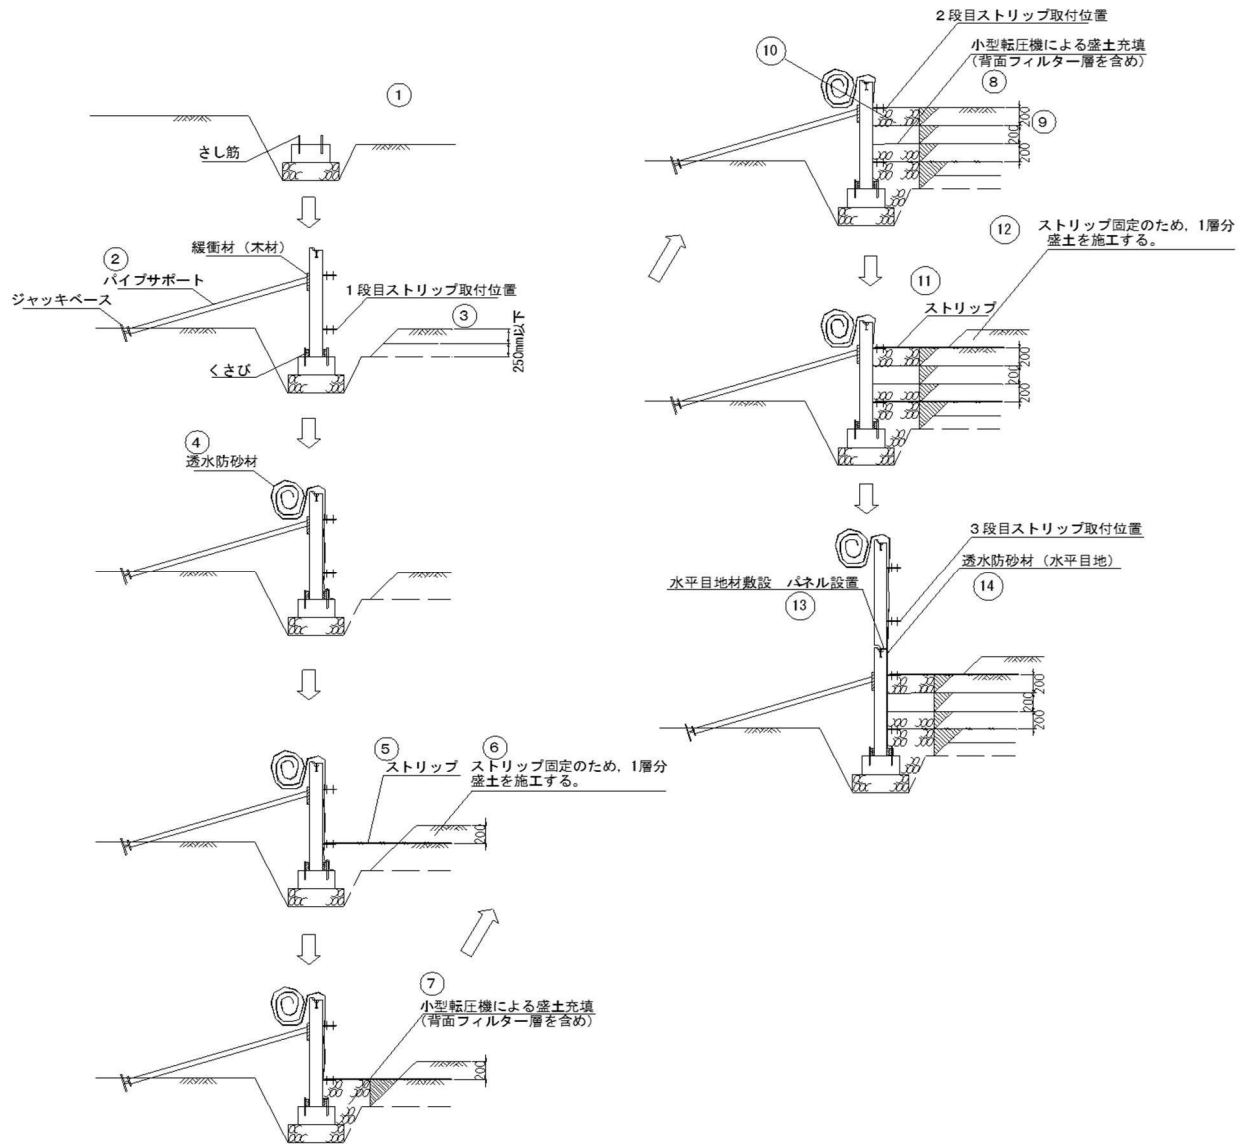 ①
さし筋
緩衝材（木材）
②
パイプサポート
ジャッキベース
1段目ストリップ取付位置
③
250mm以下
くさび
④
透水防砂材
⑤
ストリップ
⑥
ストリップ固定のため，1層分
盛土を施工する。
200
⑦
小型転圧機による盛土充填
（背面フィルター層を含め）
200
2段目ストリップ取付位置
⑩
小型転圧機による盛土充填
（背面フィルター層を含め）
⑧
200
⑨
200
200
⑫
ストリップ固定のため，1層分
盛土を施工する。
⑪
ストリップ
200
200
200
3段目ストリップ取付位置
透水防砂材（水平目地）
水平目地材敷設　パネル設置
⑬
⑭
200
200
200